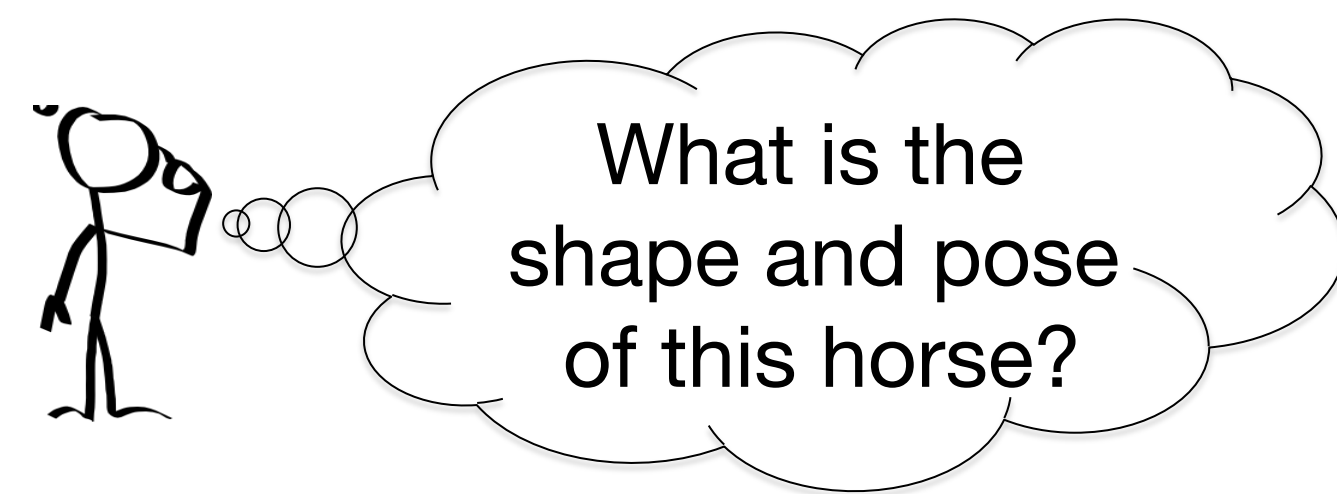 What is the
shape and pose
of this horse?